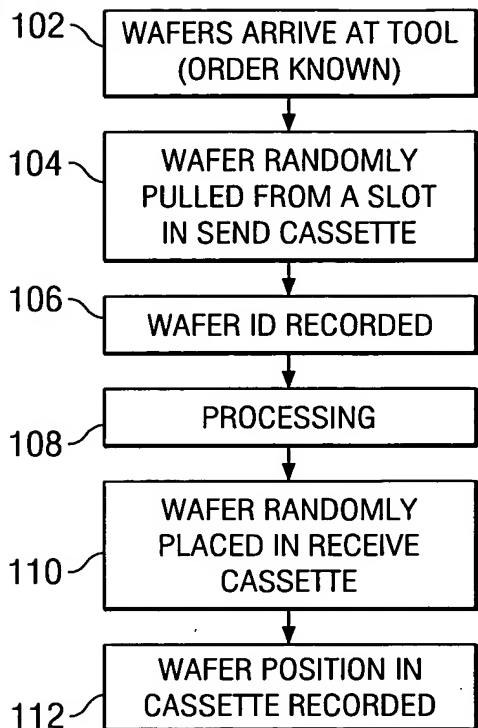 102
WAFERS ARRIVE AT TOOL
(ORDER KNOWN)
104
WAFER RANDOMLY
PULLED FROM A SLOT
IN SEND CASSETTE
106
WAFER ID RECORDED
108
PROCESSING
110
WAFER RANDOMLY
PLACED IN RECEIVE
CASSETTE
112
WAFER POSITION IN
CASSETTE RECORDED